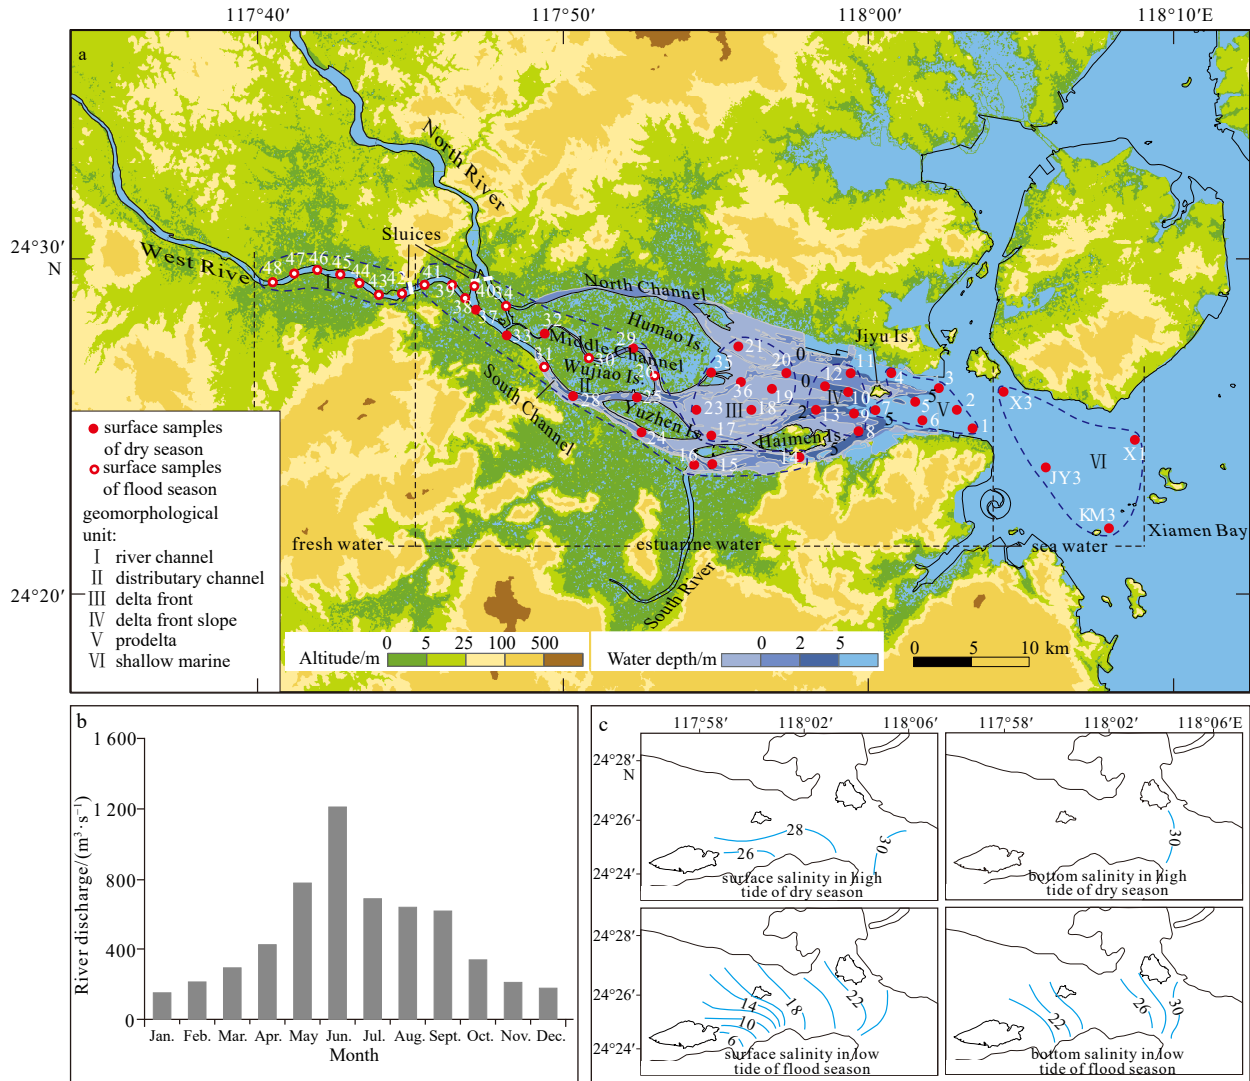 117°40′ 117°50′ 118°00′ 118°10′E
a
24°30′
N
24°20′
North River
West River
Sluices
48 47 46 45 44 43 42 41
I
39 38 40 37 34
33 32 31 30 29 26 28 25 24
North Channel
Humao Is.
Middle Channel
Wujiao Is.
II
South Channel
Yuzhen Is.
Jiyu Is.
Haimen Is.
21 35 20 36 19 18 23 17 16 15 14
III
0 0 2 5 5 5
12 11 10 13 9 8 7 4 3 5 6 2 1
IV
V
X3
X1
JY3
VI
KM3
Xiamen Bay
fresh water
estuarine water
sea water
South River
surface samples
of dry season
surface samples
of flood season
geomorphological
unit:
I river channel
II distributary channel
III delta front
IV delta front slope
V prodelta
VI shallow marine
0 5 25 100 500
Altitude/m
0 2 5
Water depth/m
0 5 10 km
b
1 600
1 200
800
400
0
River discharge/(m³·s⁻¹)
Jan. Feb. Mar. Apr. May Jun. Jul. Aug. Sept. Oct. Nov. Dec.
Month
c
117°58′ 118°02′ 118°06′ 117°58′ 118°02′ 118°06′E
24°28′
N
24°26′
24°24′
28
26
30
surface salinity in high
tide of dry season
30
bottom salinity in high
tide of dry season
24°28′
24°26′
24°24′
14
10
6
18
22
surface salinity in low
tide of flood season
22
26
30
bottom salinity in low
tide of flood season